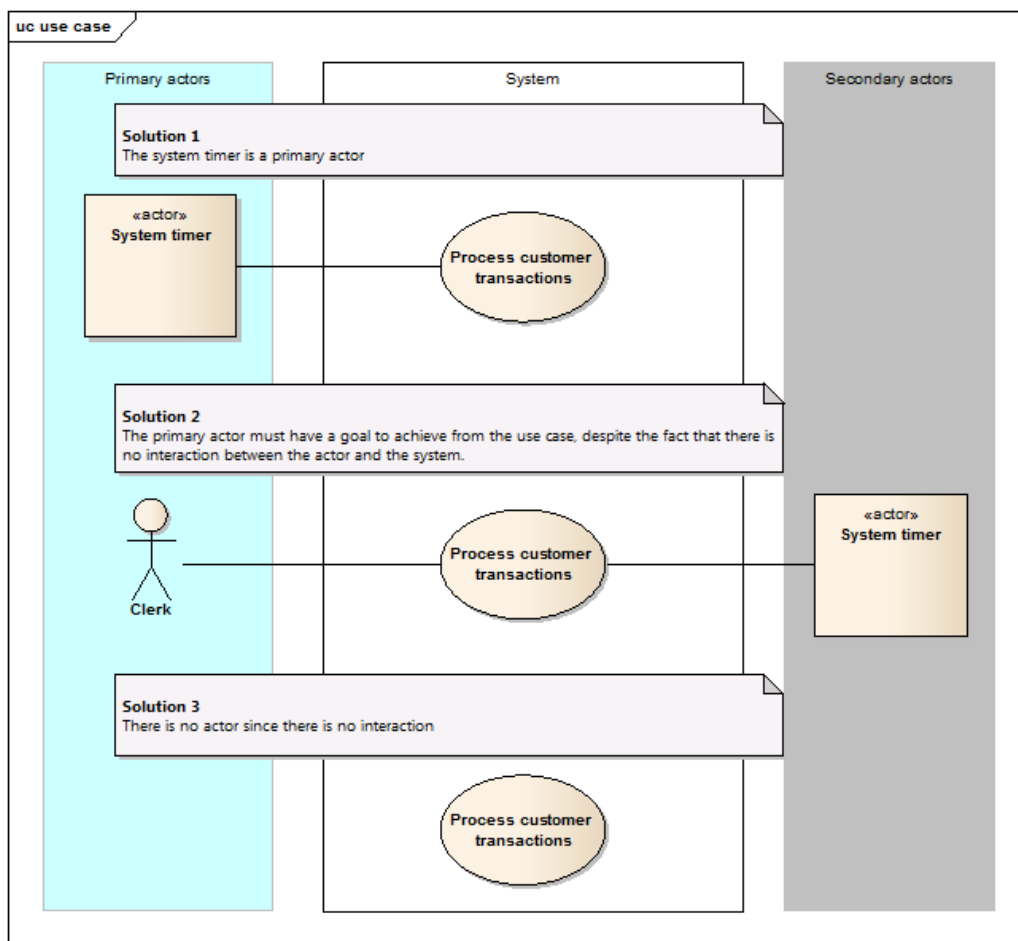 uc use case
Primary actors
System
Secondary actors
Solution 1
The system timer is a primary actor
«actor»
System timer
Process customer
transactions
Solution 2
The primary actor must have a goal to achieve from the use case, despite the fact that there is
no interaction between the actor and the system.
Clerk
Process customer
transactions
«actor»
System timer
Solution 3
There is no actor since there is no interaction
Process customer
transactions